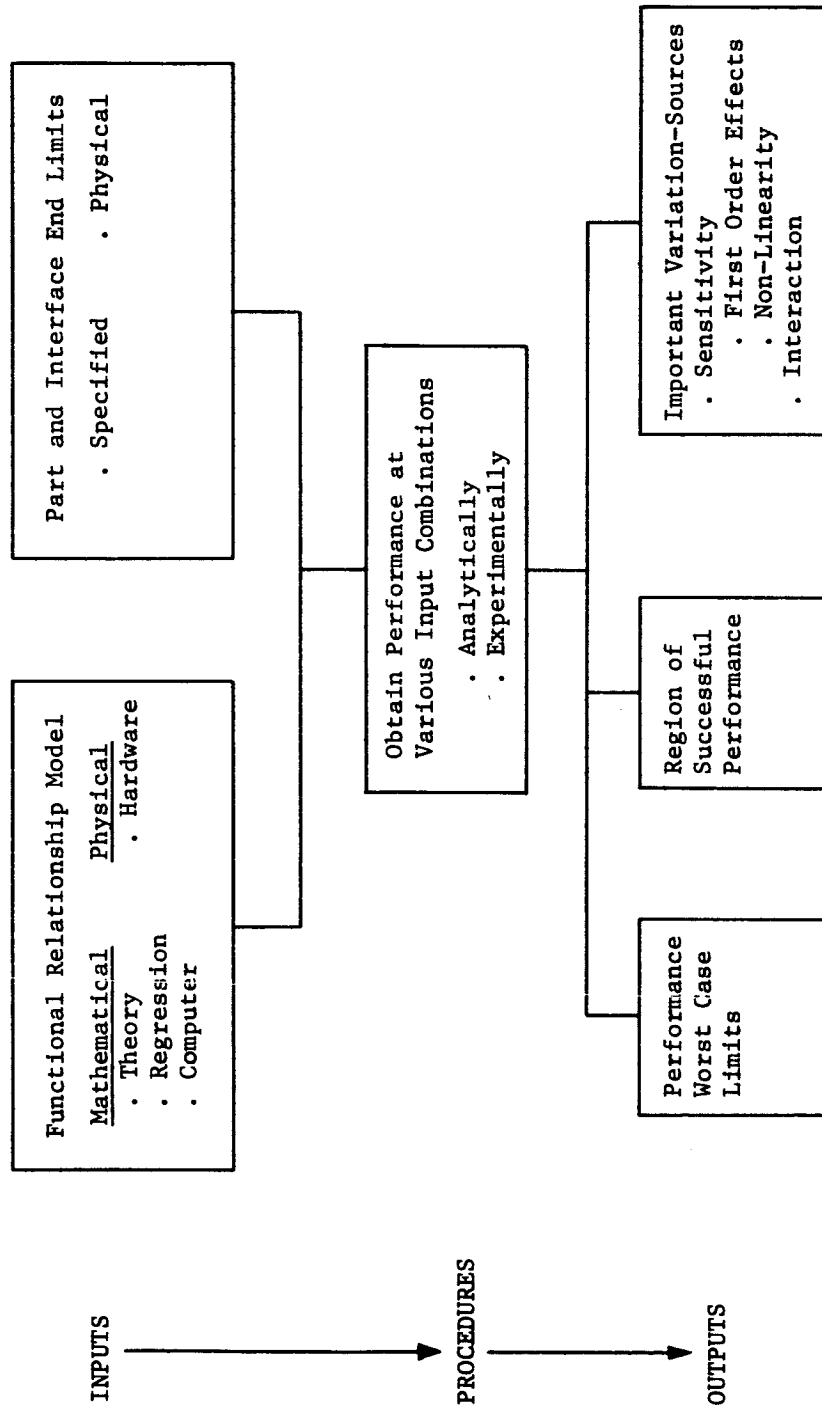 INPUTS
Functional Relationship Model
Mathematical Physical
. Theory . Hardware
. Regression
. Computer
Part and Interface End Limits
. Specified . Physical
PROCEDURES
Obtain Performance at
Various Input Combinations
. Analytically
. Experimentally
OUTPUTS
Performance
Worst Case
Limits
Region of
Successful
Performance
Important Variation-Sources
. Sensitivity
. First Order Effects
. Non-Linearity
. Interaction